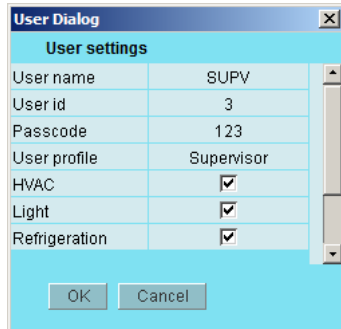 User Dialog
User settings
User name SUPV
User id 3
Passcode 123
User profile Supervisor
HVAC
Light
Refrigeration
OK Cancel